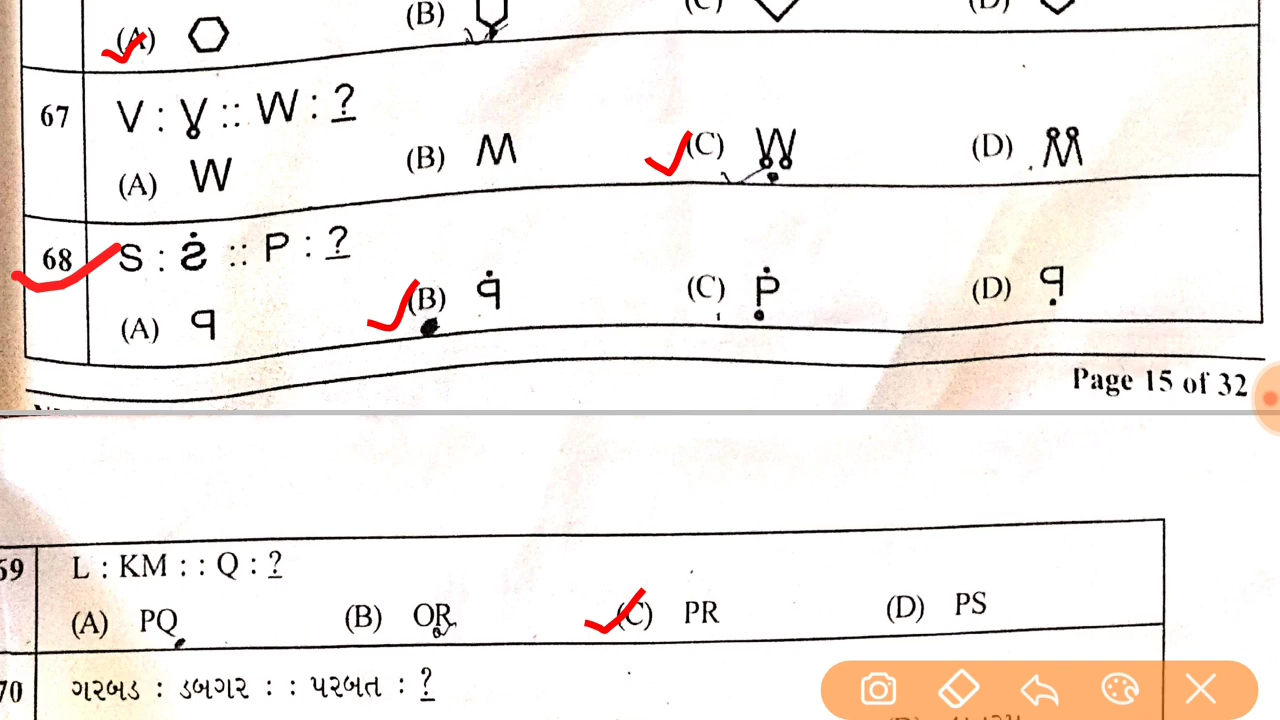 (A) (B) (C) (D)
67 V : V :: W : ?
(A) W (B) M (C) W (D) M
68 S : Ṡ :: P : ?
(A) q (B) q̇ (C) Ṗ (D) q
Page 15 of 32
69 L : KM : : Q : ?
(A) PQ (B) OR (C) PR (D) PS
70 ગરબડ : ડબગર : : પરબત : ?